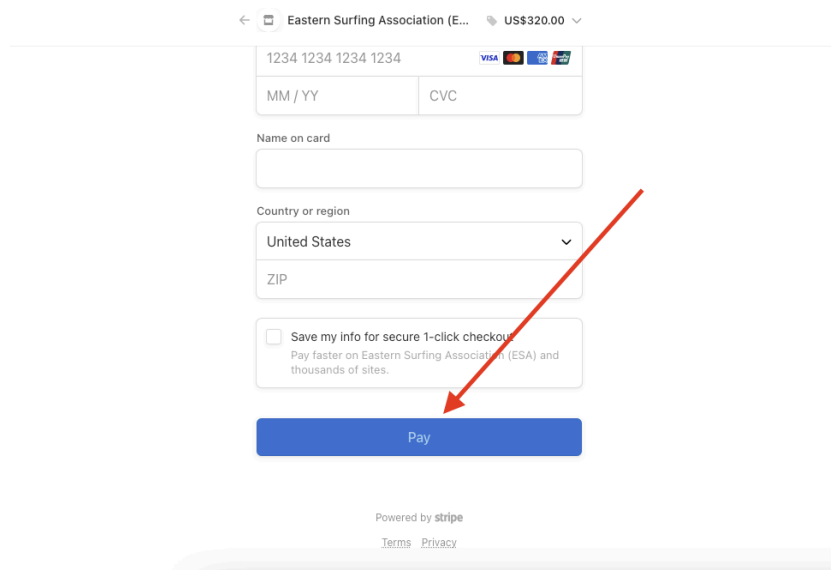 Eastern Surfing Association (E... US$320.00
1234 1234 1234 1234 VISA
MM / YY CVC
Name on card
Country or region
United States
ZIP
Save my info for secure 1-click checkout
Pay faster on Eastern Surfing Association (ESA) and
thousands of sites.
Pay
Powered by stripe
Terms Privacy